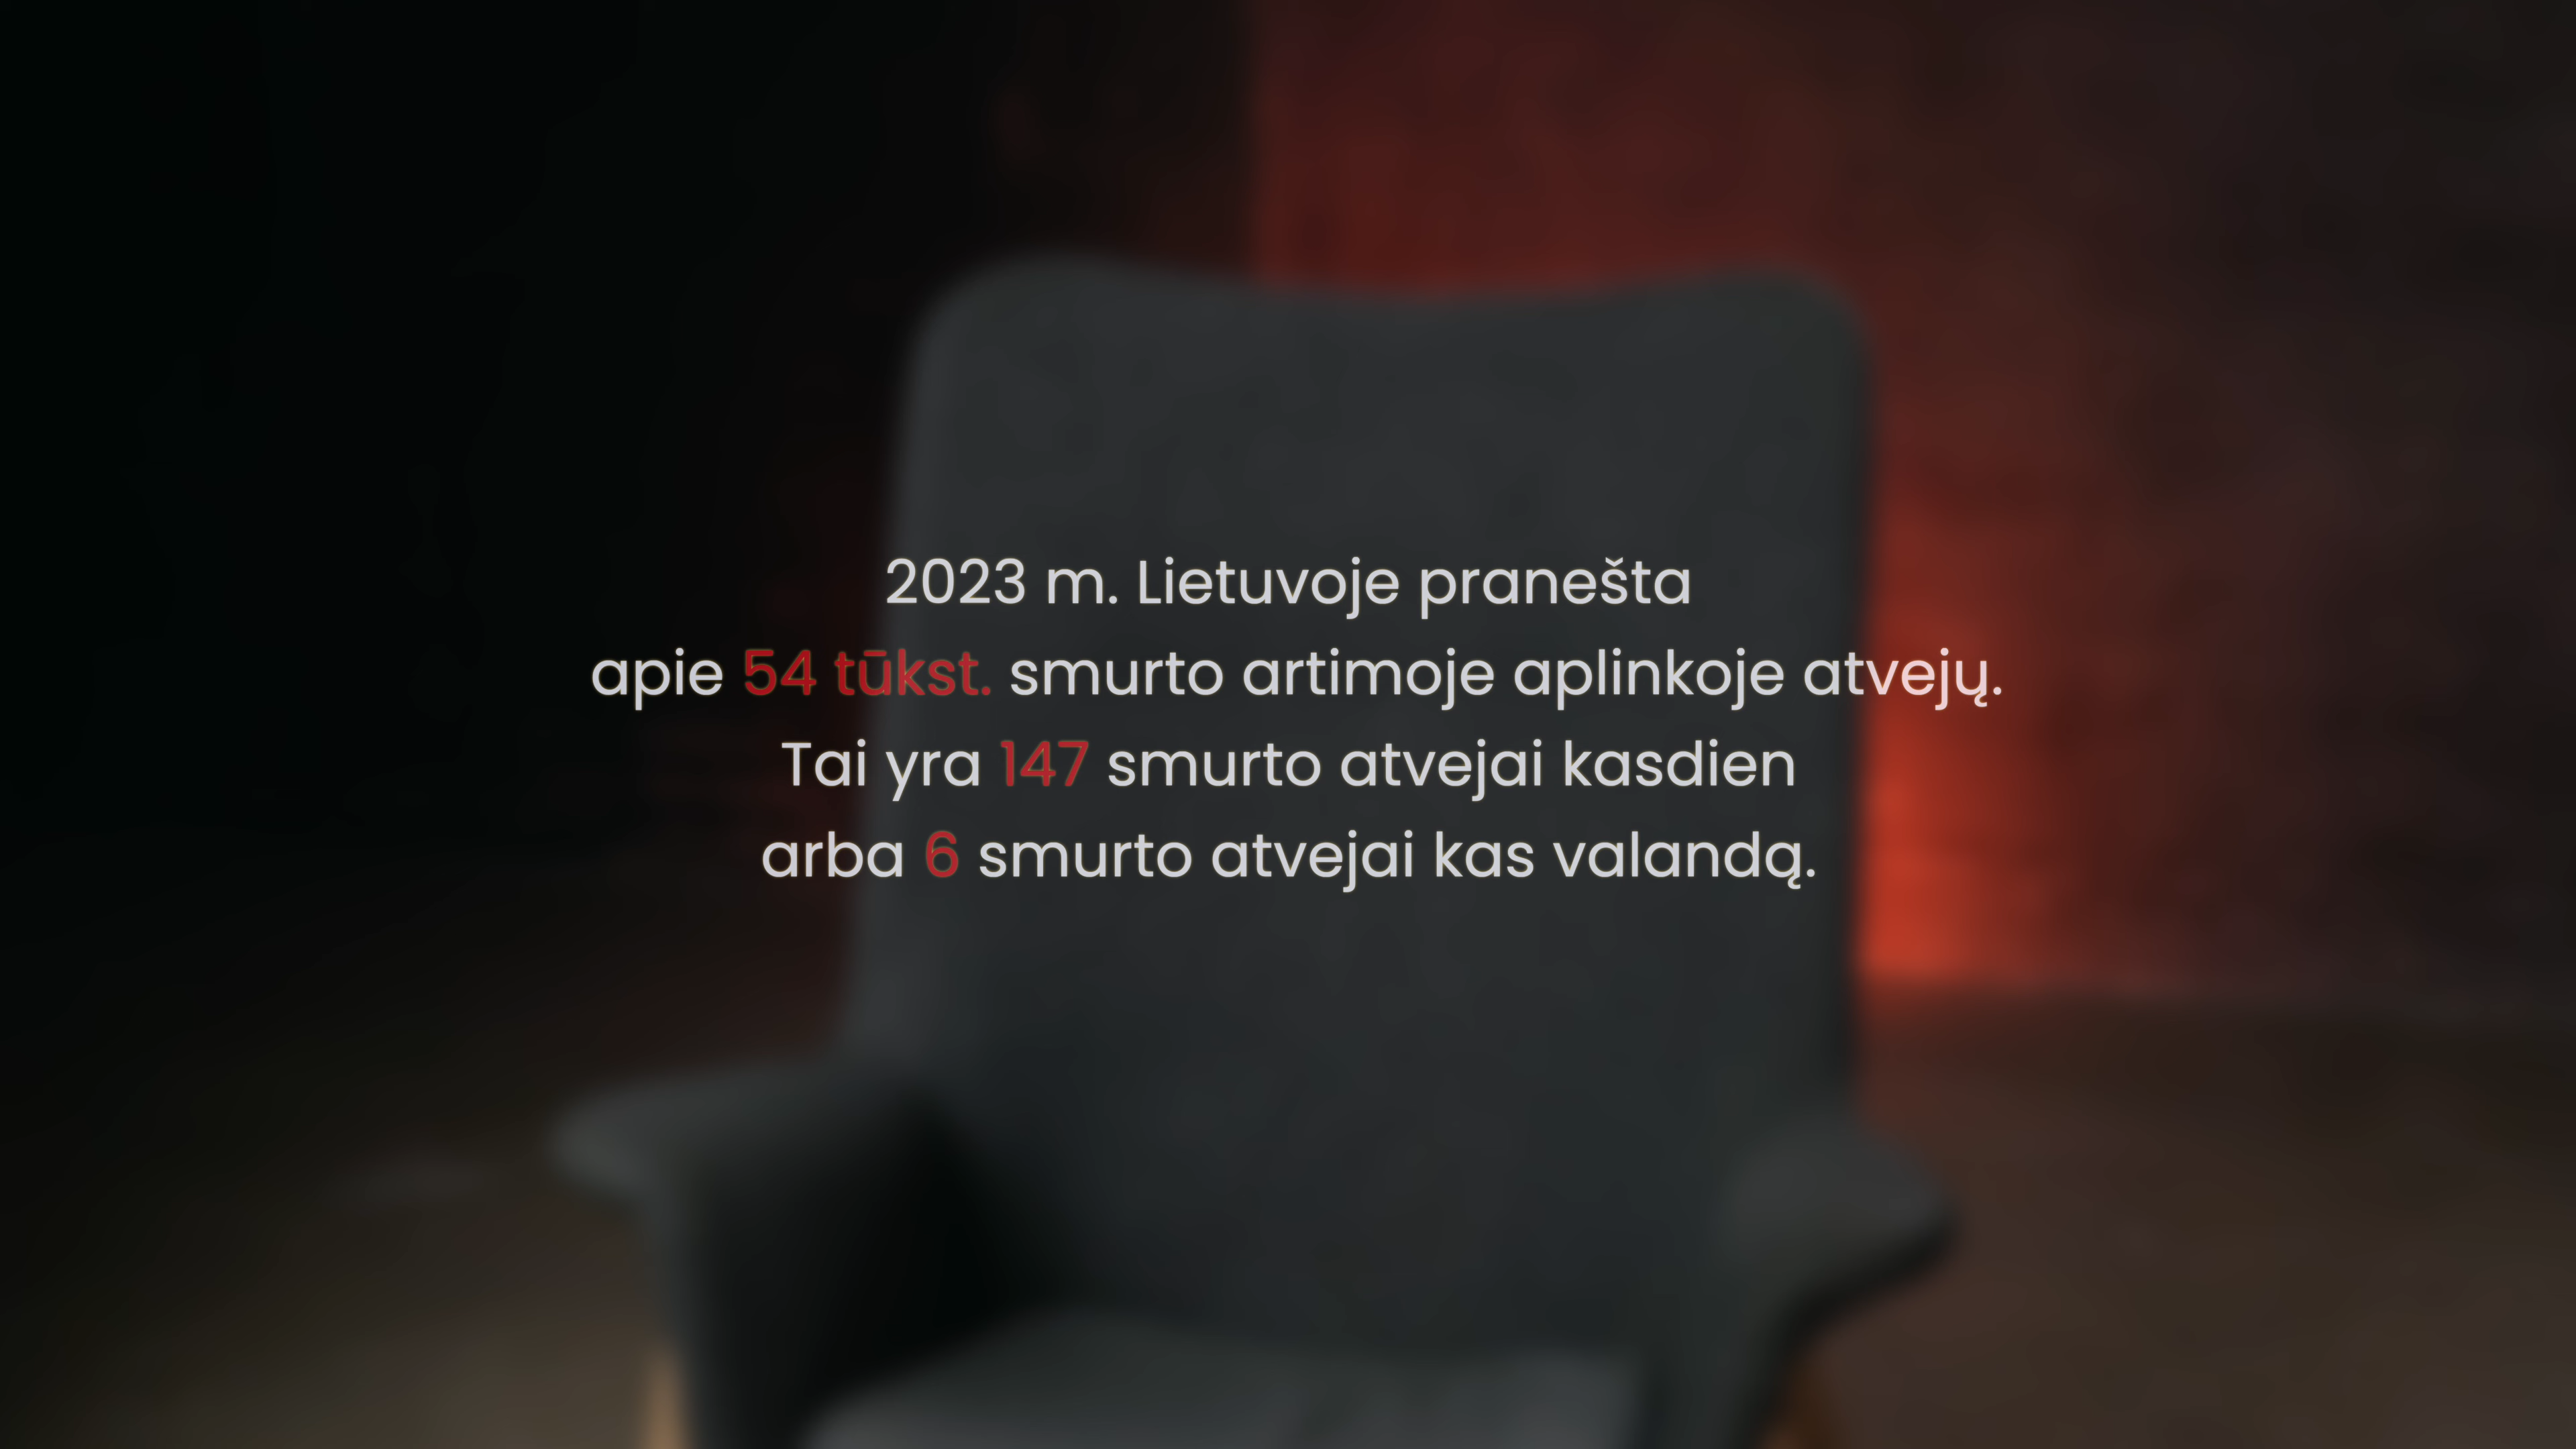 2023 m. Lietuvoje pranešta
apie 54 tūkst. smurto artimoje aplinkoje atvejų.
Tai yra 147 smurto atvejai kasdien
arba 6 smurto atvejai kas valandą.